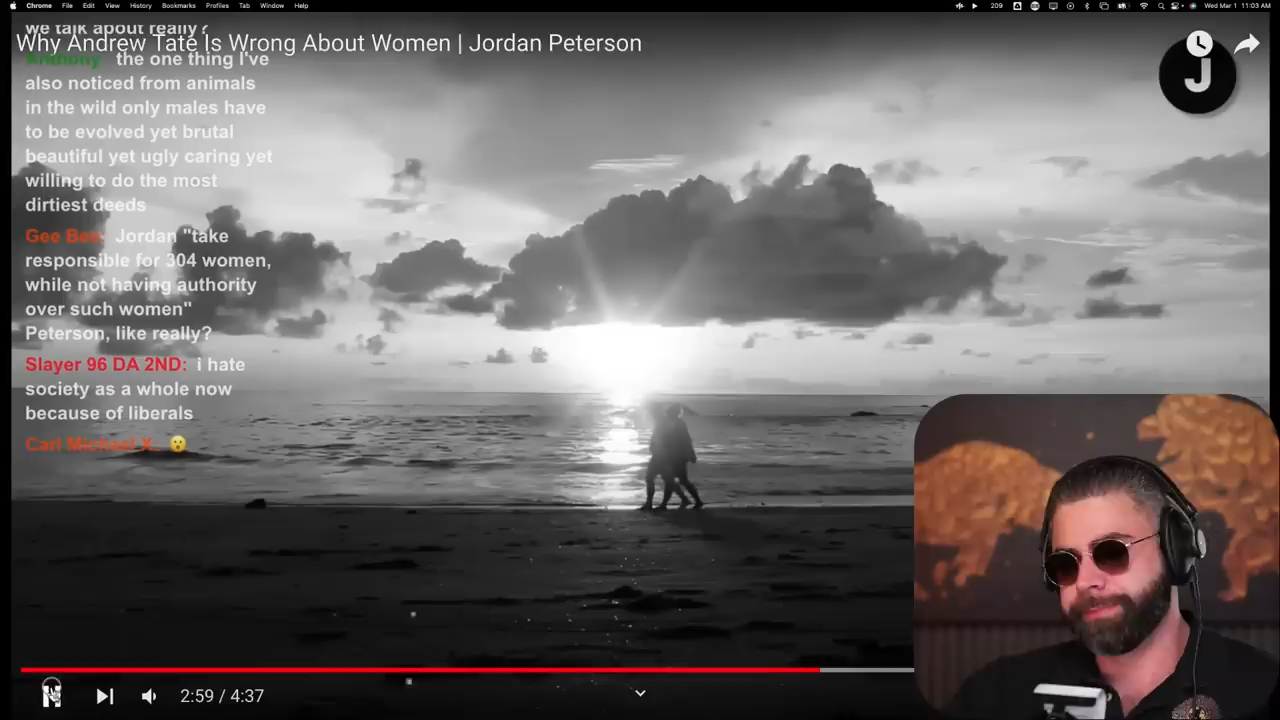 Chrome File Edit View History Bookmarks Profiles Tab Window Help
209
Wed Mar 1 11:03 AM
we talk about really?
Why Andrew Tate Is Wrong About Women | Jordan Peterson
J
Anthony the one thing I've
also noticed from animals
in the wild only males have
to be evolved yet brutal
beautiful yet ugly caring yet
willing to do the most
dirtiest deeds
Gee Bee: Jordan "take
responsible for 304 women,
while not having authority
over such women"
Peterson, like really?
Slayer 96 DA 2ND: i hate
society as a whole now
because of liberals
Carl Michael X. 😮
2:59 / 4:37